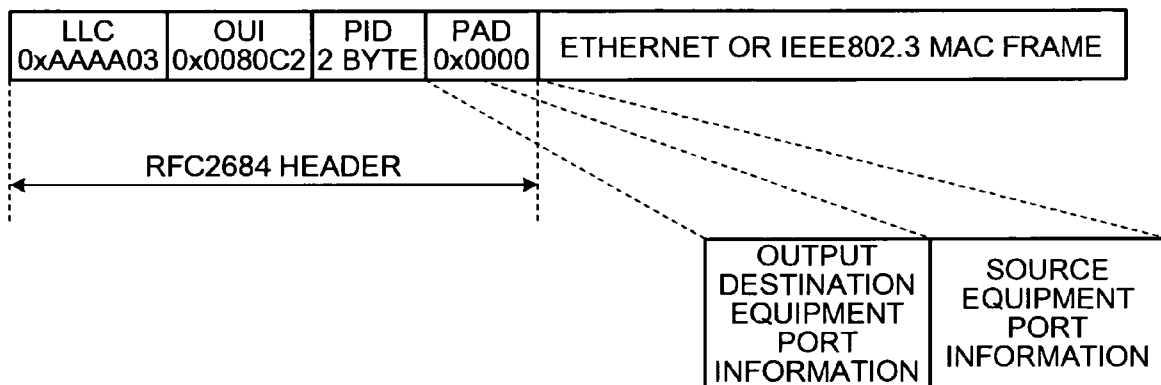 LLC
0xAAAA03
OUI
0x0080C2
PID
2 BYTE
PAD
0x0000
ETHERNET OR IEEE802.3 MAC FRAME
RFC2684 HEADER
OUTPUT
DESTINATION
EQUIPMENT
PORT
INFORMATION
SOURCE
EQUIPMENT
PORT
INFORMATION